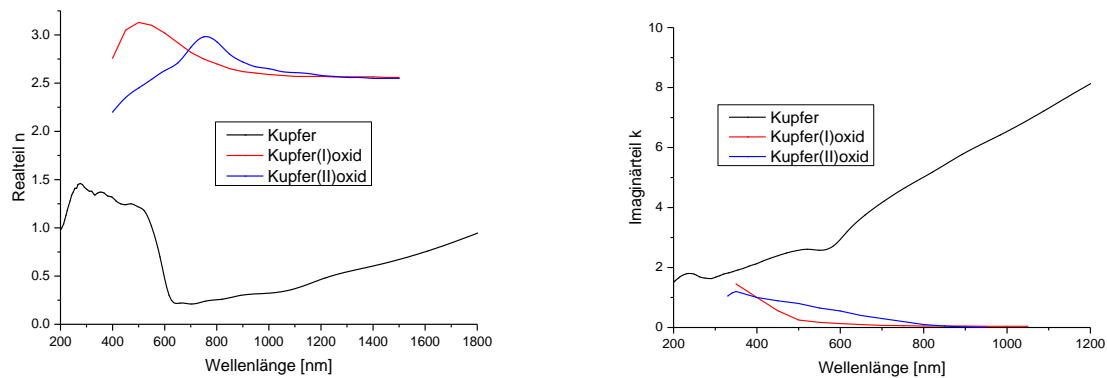 3.0
2.5
2.0
1.5
1.0
0.5
0.0
Realteil n
Kupfer
Kupfer(I)oxid
Kupfer(II)oxid
200 400 600 800 1000 1200 1400 1600 1800
Wellenlänge [nm]
10
8
6
4
2
0
Imaginärteil k
Kupfer
Kupfer(I)oxid
Kupfer(II)oxid
200 400 600 800 1000 1200
Wellenlänge [nm]